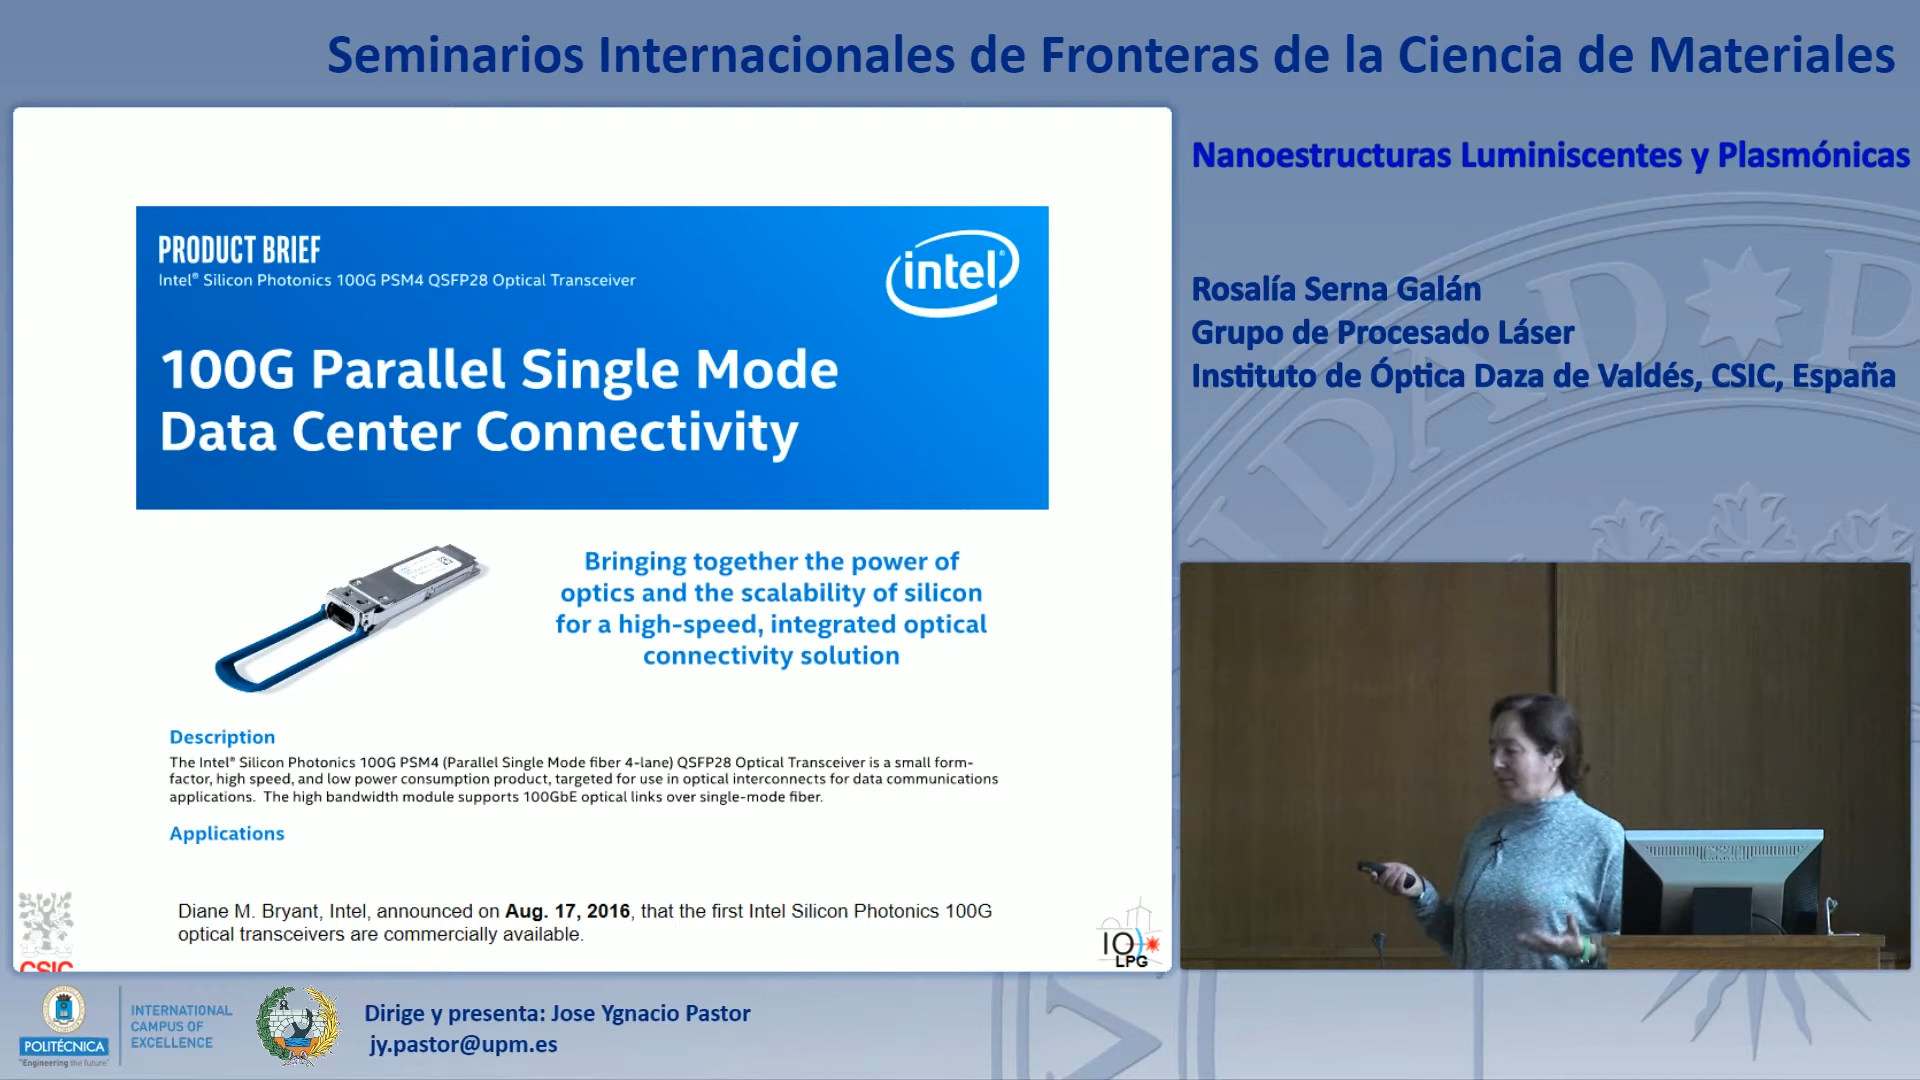 Seminarios Internacionales de Fronteras de la Ciencia de Materiales
PRODUCT BRIEF
Intel® Silicon Photonics 100G PSM4 QSFP28 Optical Transceiver
intel®
100G Parallel Single Mode
Data Center Connectivity
Bringing together the power of
optics and the scalability of silicon
for a high-speed, integrated optical
connectivity solution
Description
The Intel® Silicon Photonics 100G PSM4 (Parallel Single Mode fiber 4-lane) QSFP28 Optical Transceiver is a small form-
factor, high speed, and low power consumption product, targeted for use in optical interconnects for data communications
applications. The high bandwidth module supports 100GbE optical links over single-mode fiber.
Applications
Diane M. Bryant, Intel, announced on Aug. 17, 2016, that the first Intel Silicon Photonics 100G
optical transceivers are commercially available.
CSIC
IO
LPG
Nanoestructuras Luminiscentes y Plasmónicas
Rosalía Serna Galán
Grupo de Procesado Láser
Instituto de Óptica Daza de Valdés, CSIC, España
POLITÉCNICA
"Engineering the future"
INTERNATIONAL
CAMPUS OF
EXCELLENCE
Dirige y presenta: Jose Ygnacio Pastor
jy.pastor@upm.es